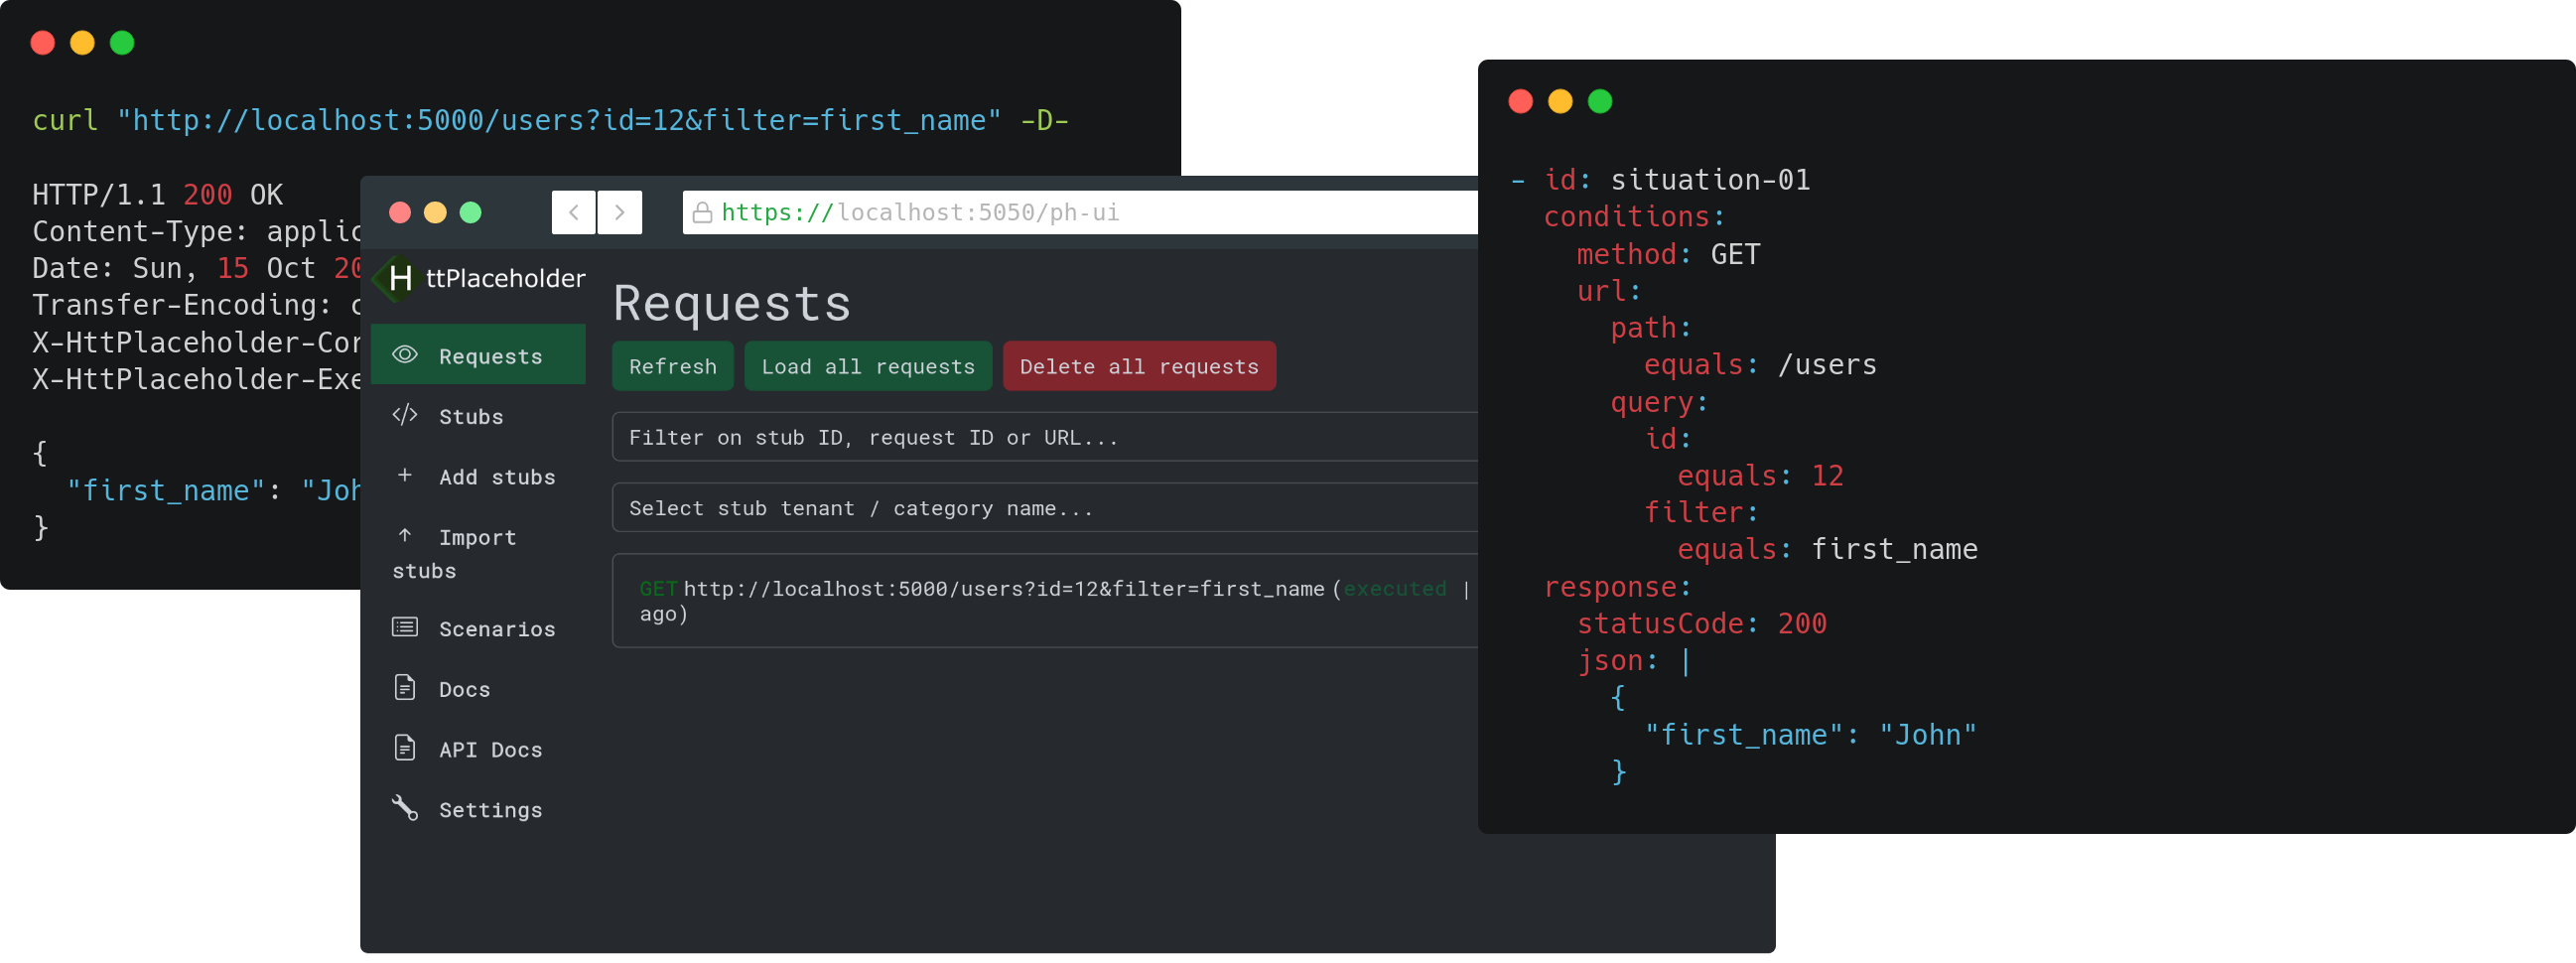 curl "http://localhost:5000/users?id=12&filter=first_name" -D-
HTTP/1.1 200 OK
Content-Type: applic
Date: Sun, 15 Oct 20
Transfer-Encoding: c
X-HttPlaceholder-Cor
X-HttPlaceholder-Exe
{
"first_name": "Joh
}
https://localhost:5050/ph-ui
HttPlaceholder
Requests
Stubs
Add stubs
Import
stubs
Scenarios
Docs
API Docs
Settings
Requests
Refresh Load all requests Delete all requests
Filter on stub ID, request ID or URL...
Select stub tenant / category name...
GET http://localhost:5000/users?id=12&filter=first_name (executed |
ago)
- id: situation-01
conditions:
method: GET
url:
path:
equals: /users
query:
id:
equals: 12
filter:
equals: first_name
response:
statusCode: 200
json: |
{
"first_name": "John"
}